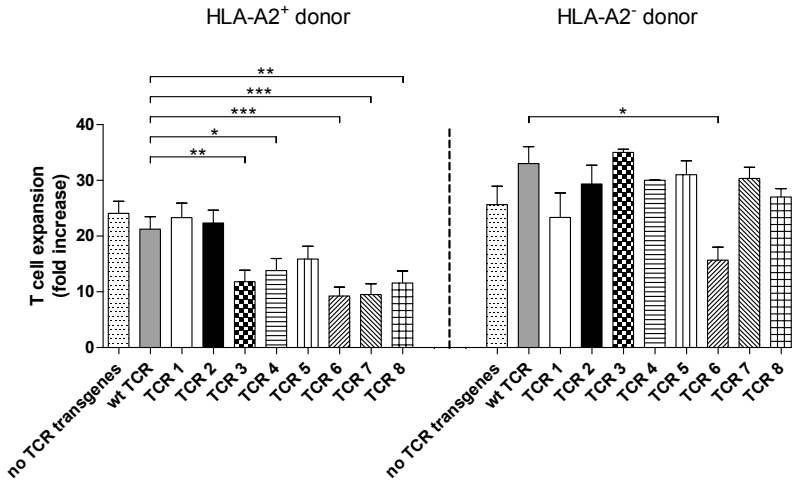 HLA-A2+ donor
HLA-A2- donor
**
***
***
*
**
*
T cell expansion
(fold increase)
40
30
20
10
0
no TCR transgenes
wt TCR
TCR 1
TCR 2
TCR 3
TCR 4
TCR 5
TCR 6
TCR 7
TCR 8
no TCR transgenes
wt TCR
TCR 1
TCR 2
TCR 3
TCR 4
TCR 5
TCR 6
TCR 7
TCR 8